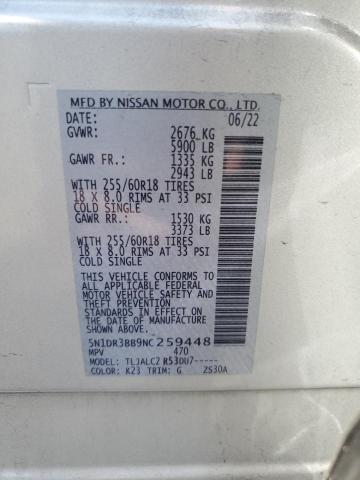 MFD BY NISSAN MOTOR CO., LTD.
DATE: 06/22
GVWR: 2676 KG
5900 LB
GAWR FR.: 1335 KG
2943 LB
WITH 255/60R18 TIRES
18 X 8.0 RIMS AT 33 PSI
COLD SINGLE
GAWR RR.: 1530 KG
3373 LB
WITH 255/60R18 TIRES
18 X 8.0 RIMS AT 33 PSI
COLD SINGLE
THIS VEHICLE CONFORMS TO
ALL APPLICABLE FEDERAL
MOTOR VEHICLE SAFETY AND
THEFT PREVENTION
STANDARDS IN EFFECT ON
THE DATE OF MANUFACTURE
SHOWN ABOVE.
5N1DR3BB9NC259448
MPV 470
MODEL: TLJALCZ R53DU7-----
COLOR: K23 TRIM: G ZS30A